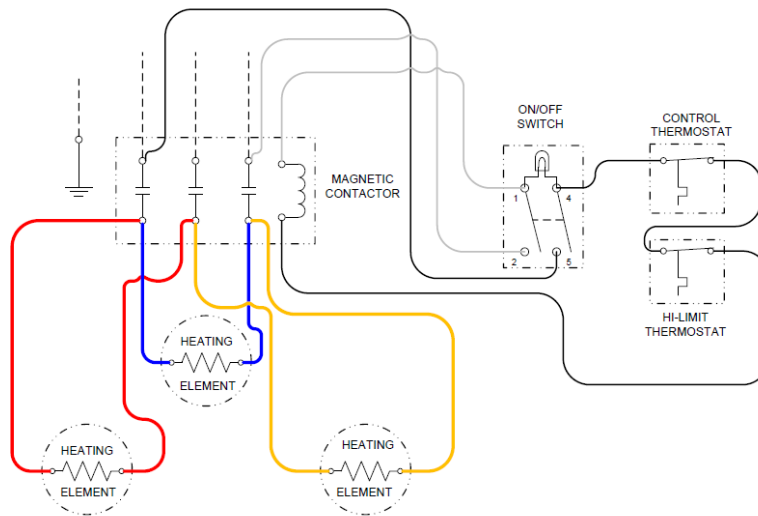 ON/OFF
SWITCH
CONTROL
THERMOSTAT
MAGNETIC
CONTACTOR
1
4
2
5
HI-LIMIT
THERMOSTAT
HEATING
ELEMENT
HEATING
ELEMENT
HEATING
ELEMENT